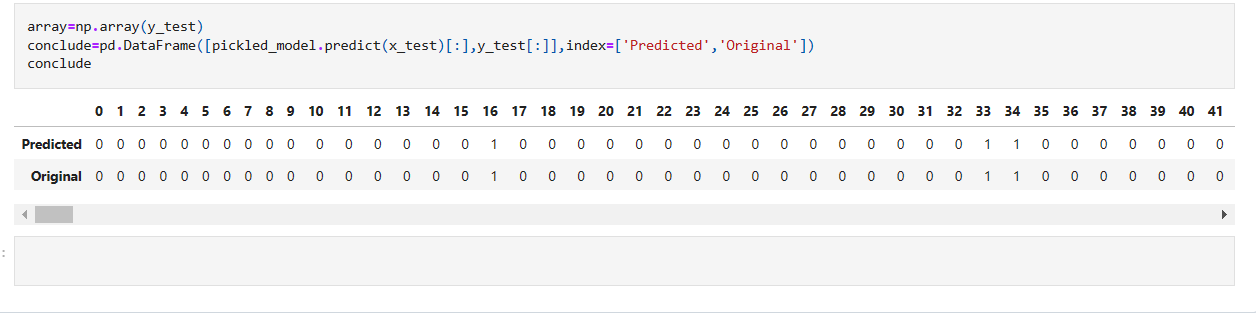 array=np.array(y_test)
conclude=pd.DataFrame([pickled_model.predict(x_test)[:],y_test[:]],index=['Predicted','Original'])
conclude
0 1 2 3 4 5 6 7 8 9 10 11 12 13 14 15 16 17 18 19 20 21 22 23 24 25 26 27 28 29 30 31 32 33 34 35 36 37 38 39 40 41
Predicted 0 0 0 0 0 0 0 0 0 0 0 0 0 0 0 0 1 0 0 0 0 0 0 0 0 0 0 0 0 0 0 0 0 1 1 0 0 0 0 0 0 0
Original 0 0 0 0 0 0 0 0 0 0 0 0 0 0 0 0 1 0 0 0 0 0 0 0 0 0 0 0 0 0 0 0 0 1 1 0 0 0 0 0 0 0
: